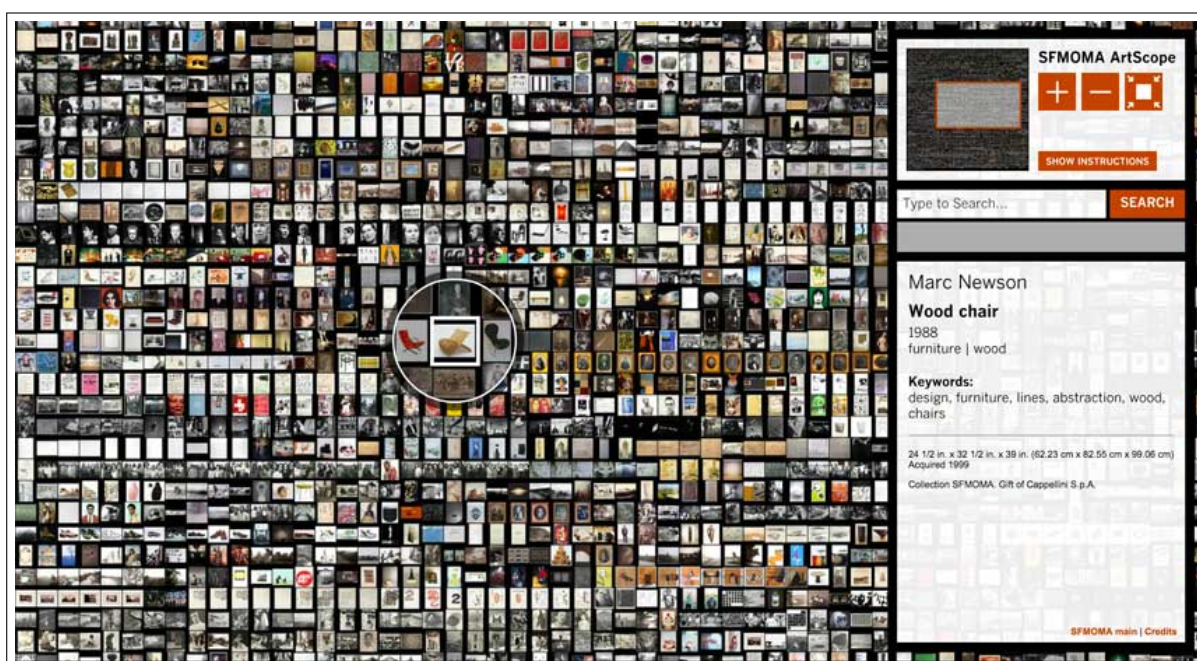 SFMOMA ArtScope
SHOW INSTRUCTIONS
Type to Search...
SEARCH
Marc Newson
Wood chair
1988
furniture | wood
Keywords:
design, furniture, lines, abstraction, wood,
chairs
24 1/2 in. x 32 1/2 in. x 39 in. (62.23 cm x 82.55 cm x 99.06 cm)
Acquired 1999
Collection SFMOMA. Gift of Cappellini S.p.A.
SFMOMA main | Credits